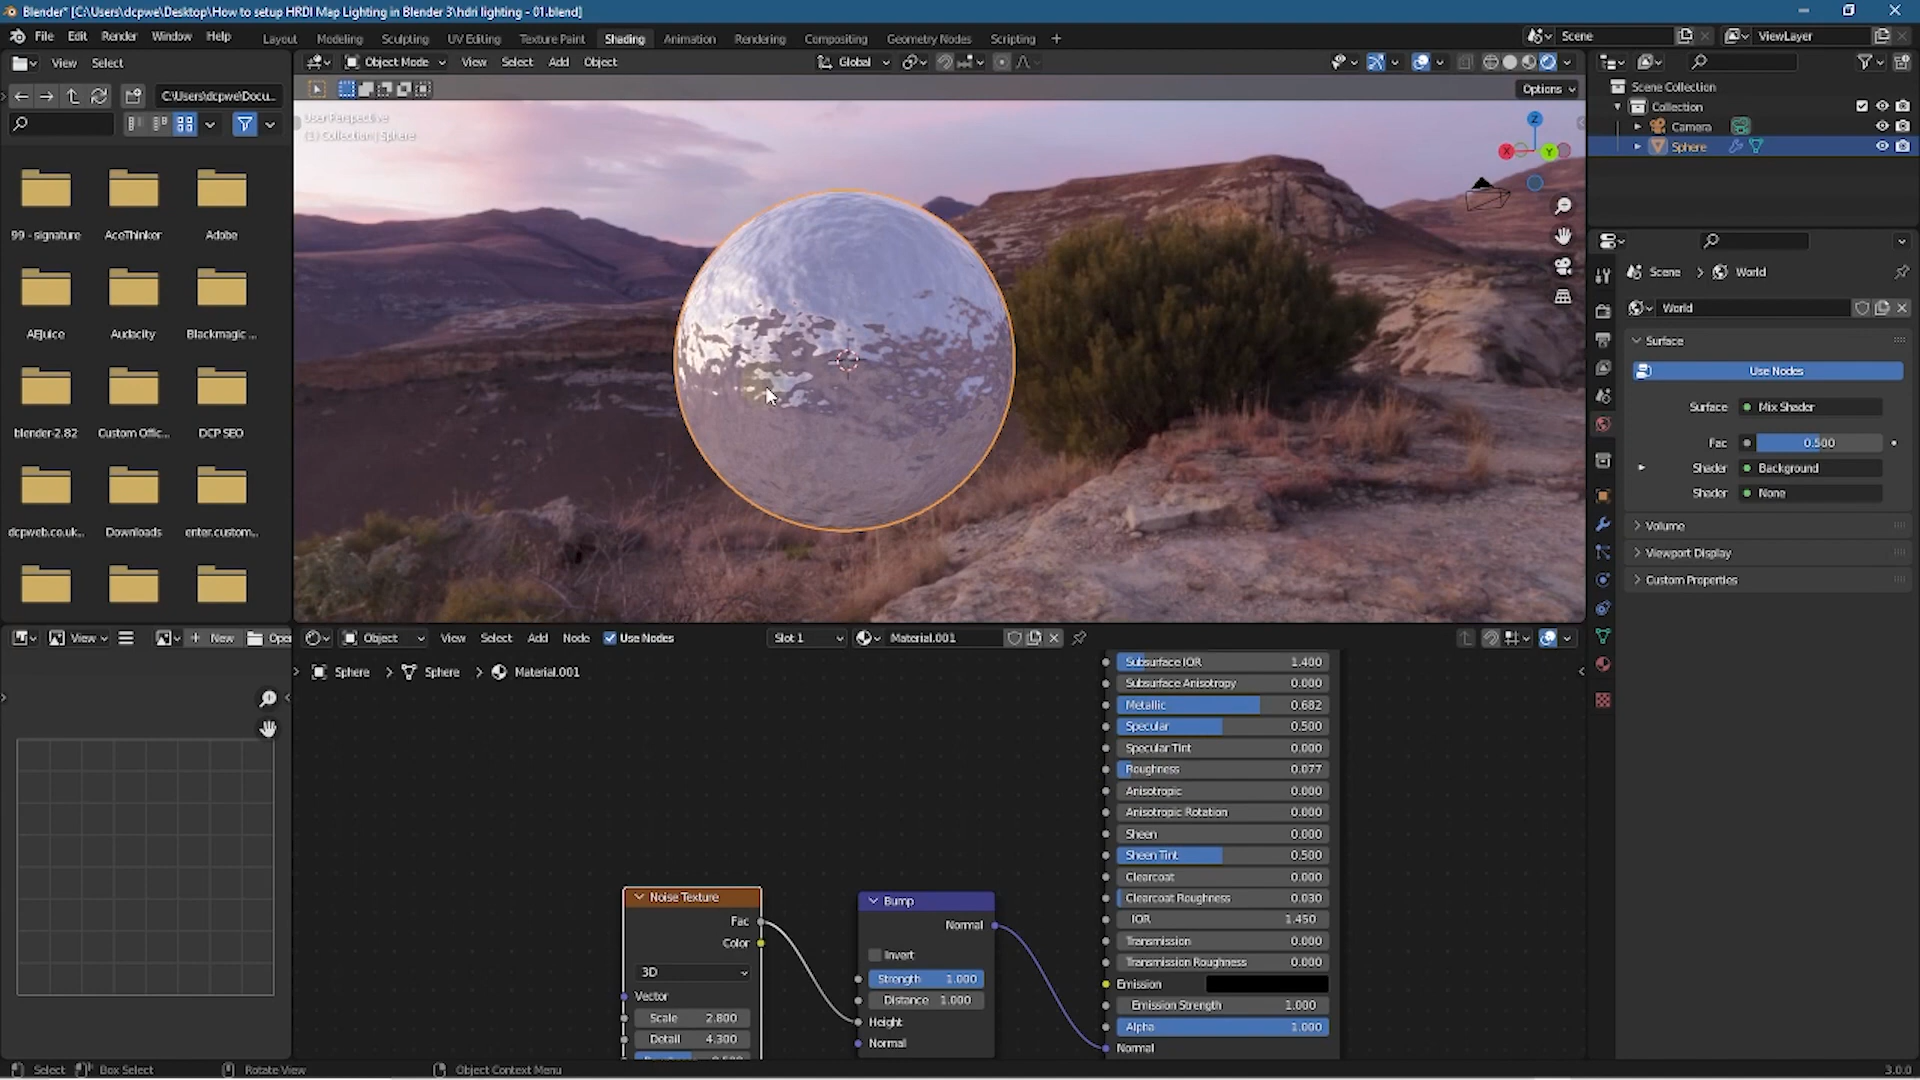 Blender* [C:\Users\dcpwe\Desktop\How to setup HRDI Map Lighting in Blender 3\hdri lighting - 01.blend]
File Edit Render Window Help
Layout Modeling Sculpting UV Editing Texture Paint Shading Animation Rendering Compositing Geometry Nodes Scripting +
Scene
ViewLayer
View Select
Object Mode View Select Add Object
Global
C:\Users\dcpwe\Docu...
Options
User Perspective
(1) Collection | Sphere
Z
X
Y
99 - signature AceThinker Adobe
AEJuice Audacity Blackmagic ...
blender-2.82 Custom Offic... DCP SEO
dcpweb.co.uk... Downloads enter.custom...
Scene Collection
Collection
Camera
Sphere
Scene > World
World
Surface
Use Nodes
Surface Mix Shader
Fac 0.500
Shader Background
Shader None
Volume
Viewport Display
Custom Properties
View
New
Open
Object View Select Add Node Use Nodes
Slot 1
Material.001
Sphere > Sphere > Material.001
Subsurface IOR 1.400
Subsurface Anisotropy 0.000
Metallic 0.682
Specular 0.500
Specular Tint 0.000
Roughness 0.077
Anisotropic 0.000
Anisotropic Rotation 0.000
Sheen 0.000
Sheen Tint 0.500
Clearcoat 0.000
Clearcoat Roughness 0.030
IOR 1.450
Transmission 0.000
Transmission Roughness 0.000
Emission
Emission Strength 1.000
Alpha 1.000
Normal
Noise Texture
Fac
Color
3D
Vector
Scale 2.800
Detail 4.300
Bump
Normal
Invert
Strength 1.000
Distance 1.000
Height
Normal
Select Box Select Rotate View Object Context Menu
3.0.0